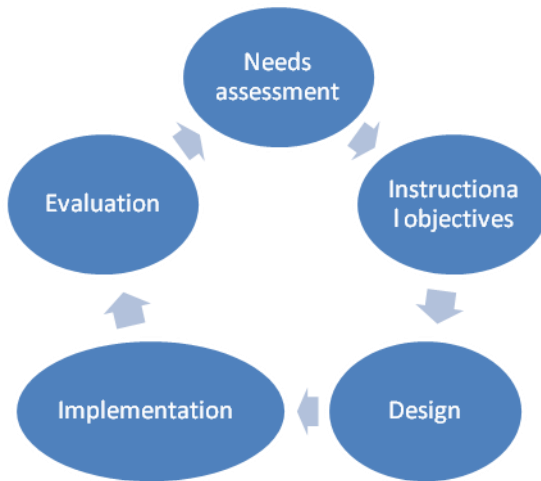 Needs
assessment
Instructiona
l objectives
Design
Implementation
Evaluation